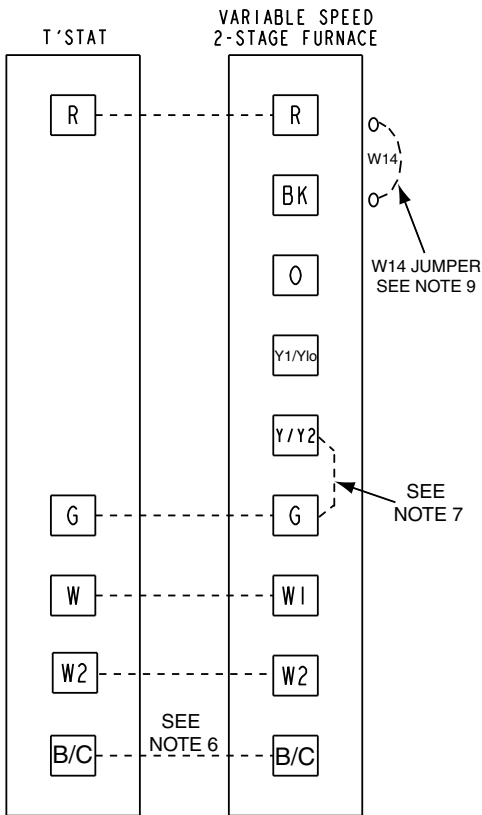 T'STAT
VARIABLE SPEED
2-STAGE FURNACE
R
R
W14
BK
W14 JUMPER
SEE NOTE 9
O
Y1/Ylo
Y/Y2
SEE
NOTE 7
G
G
W
W1
W2
W2
SEE
NOTE 6
B/C
B/C